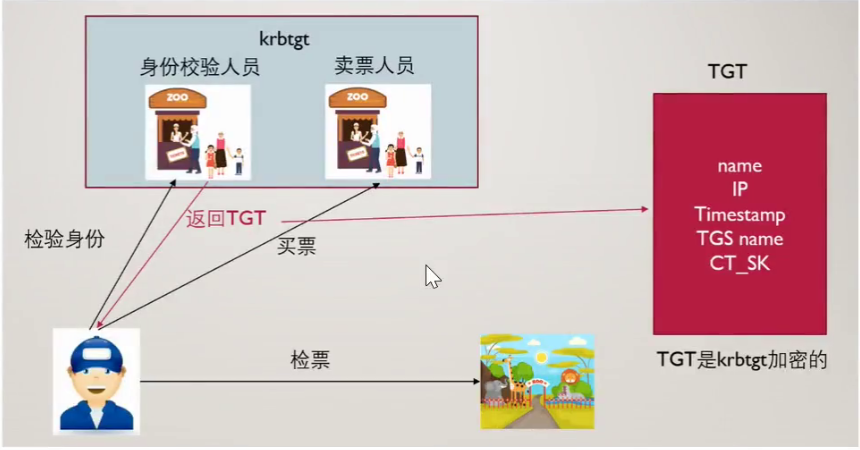 krbtgt
身份校验人员
卖票人员
ZOO
ZOO
TGT
name
IP
Timestamp
TGS name
CT_SK
返回TGT
检验身份
买票
检票
TGT是krbtgt加密的